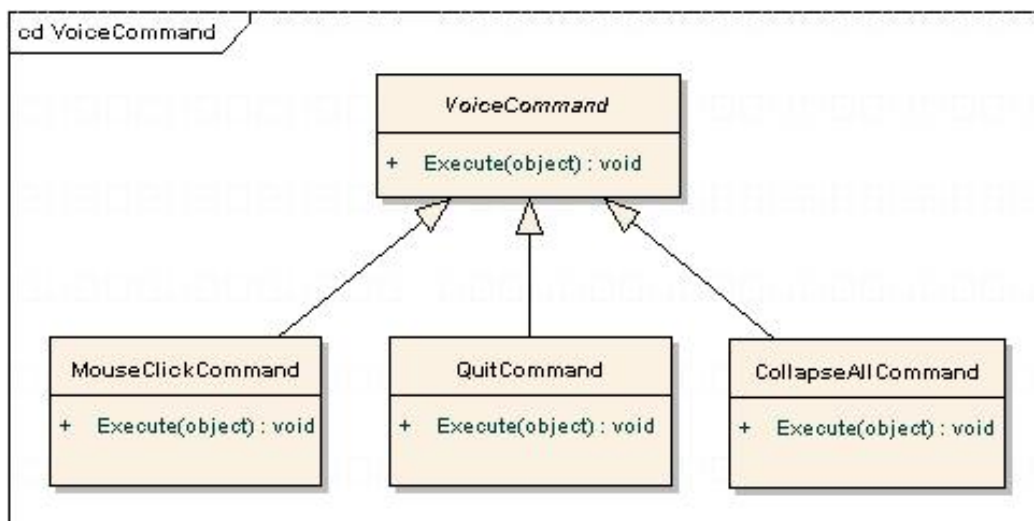 cd VoiceCommand
VoiceCommand
+ Execute(object) : void
MouseClickCommand
+ Execute(object) : void
QuitCommand
+ Execute(object) : void
CollapseAllCommand
+ Execute(object) : void